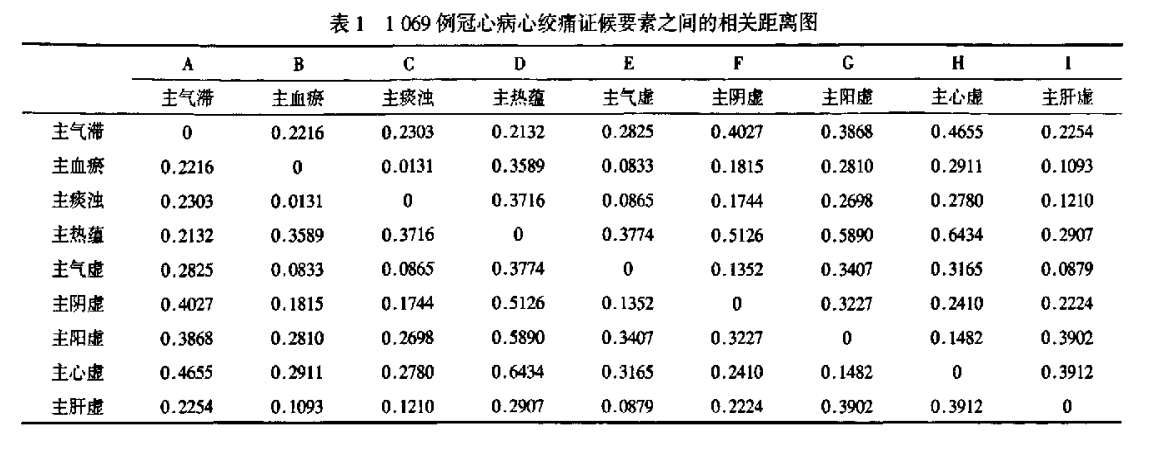 表 1 1 069 例冠心病心绞痛证候要素之间的相关距离图
A B C D E F G H I
主气滞 主血瘀 主痰浊 主热蕴 主气虚 主阴虚 主阳虚 主心虚 主肝虚
主气滞 0 0.2216 0.2303 0.2132 0.2825 0.4027 0.3868 0.4655 0.2254
主血瘀 0.2216 0 0.0131 0.3589 0.0833 0.1815 0.2810 0.2911 0.1093
主痰浊 0.2303 0.0131 0 0.3716 0.0865 0.1744 0.2698 0.2780 0.1210
主热蕴 0.2132 0.3589 0.3716 0 0.3774 0.5126 0.5890 0.6434 0.2907
主气虚 0.2825 0.0833 0.0865 0.3774 0 0.1352 0.3407 0.3165 0.0879
主阴虚 0.4027 0.1815 0.1744 0.5126 0.1352 0 0.3227 0.2410 0.2224
主阳虚 0.3868 0.2810 0.2698 0.5890 0.3407 0.3227 0 0.1482 0.3902
主心虚 0.4655 0.2911 0.2780 0.6434 0.3165 0.2410 0.1482 0 0.3912
主肝虚 0.2254 0.1093 0.1210 0.2907 0.0879 0.2224 0.3902 0.3912 0